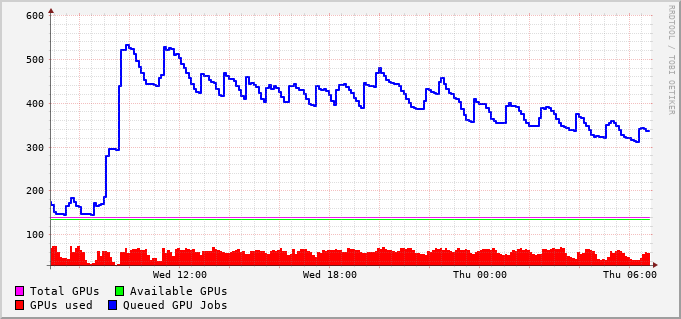 600
500
400
300
200
100
Wed 12:00 Wed 18:00 Thu 00:00 Thu 06:00
Total GPUs Available GPUs
GPUs used Queued GPU Jobs
RRDTOOL / TOBI OETIKER